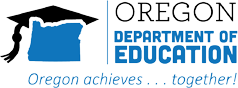 OREGON
DEPARTMENT OF
EDUCATION
Oregon achieves . . . together!